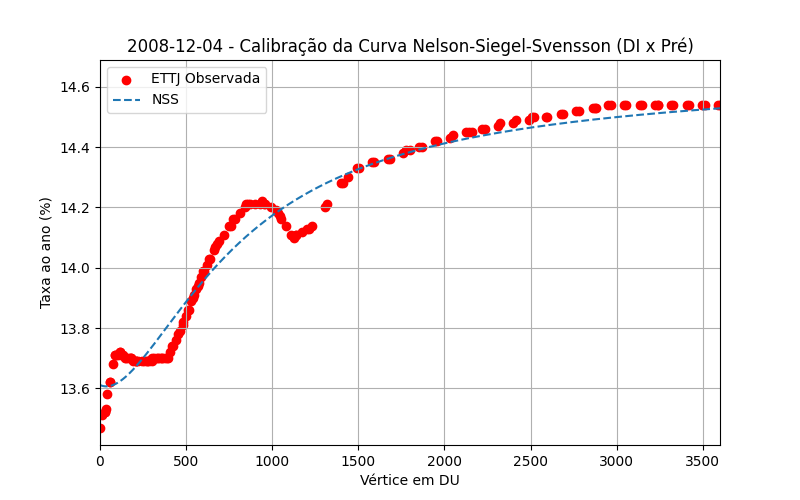 2008-12-04 - Calibração da Curva Nelson-Siegel-Svensson (DI x Pré)
ETTJ Observada
NSS
Taxa ao ano (%)
14.6
14.4
14.2
14.0
13.8
13.6
0 500 1000 1500 2000 2500 3000 3500
Vértice em DU